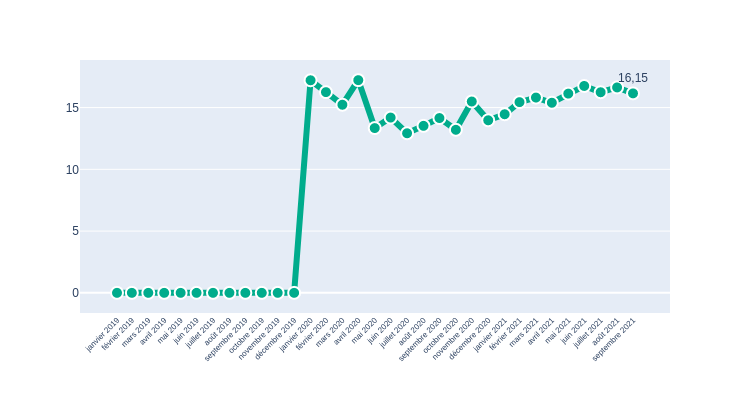 16,15
15
10
5
0
janvier 2019
février 2019
mars 2019
avril 2019
mai 2019
juin 2019
juillet 2019
août 2019
septembre 2019
octobre 2019
novembre 2019
décembre 2019
janvier 2020
février 2020
mars 2020
avril 2020
mai 2020
juin 2020
juillet 2020
août 2020
septembre 2020
octobre 2020
novembre 2020
décembre 2020
janvier 2021
février 2021
mars 2021
avril 2021
mai 2021
juin 2021
juillet 2021
août 2021
septembre 2021